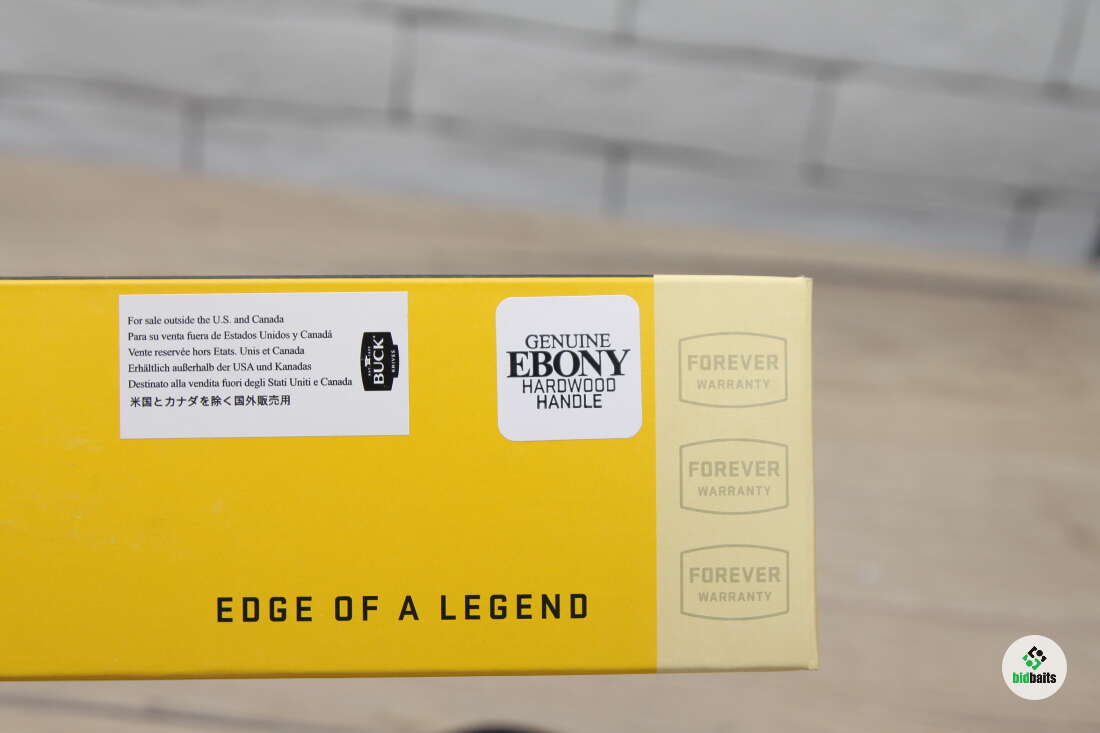 For sale outside the U.S. and Canada
Para su venta fuera de Estados Unidos y Canadá
Vente reservée hors Etats. Unis et Canada
Erhältlich außerhalb der USA und Kanadas
Destinato alla vendita fuori degli Stati Uniti e Canada
米国とカナダを除く国外販売用
BUCK
KNIVES
GENUINE
EBONY
HARDWOOD
HANDLE
FOREVER
WARRANTY
FOREVER
WARRANTY
FOREVER
WARRANTY
EDGE OF A LEGEND
bidbaits